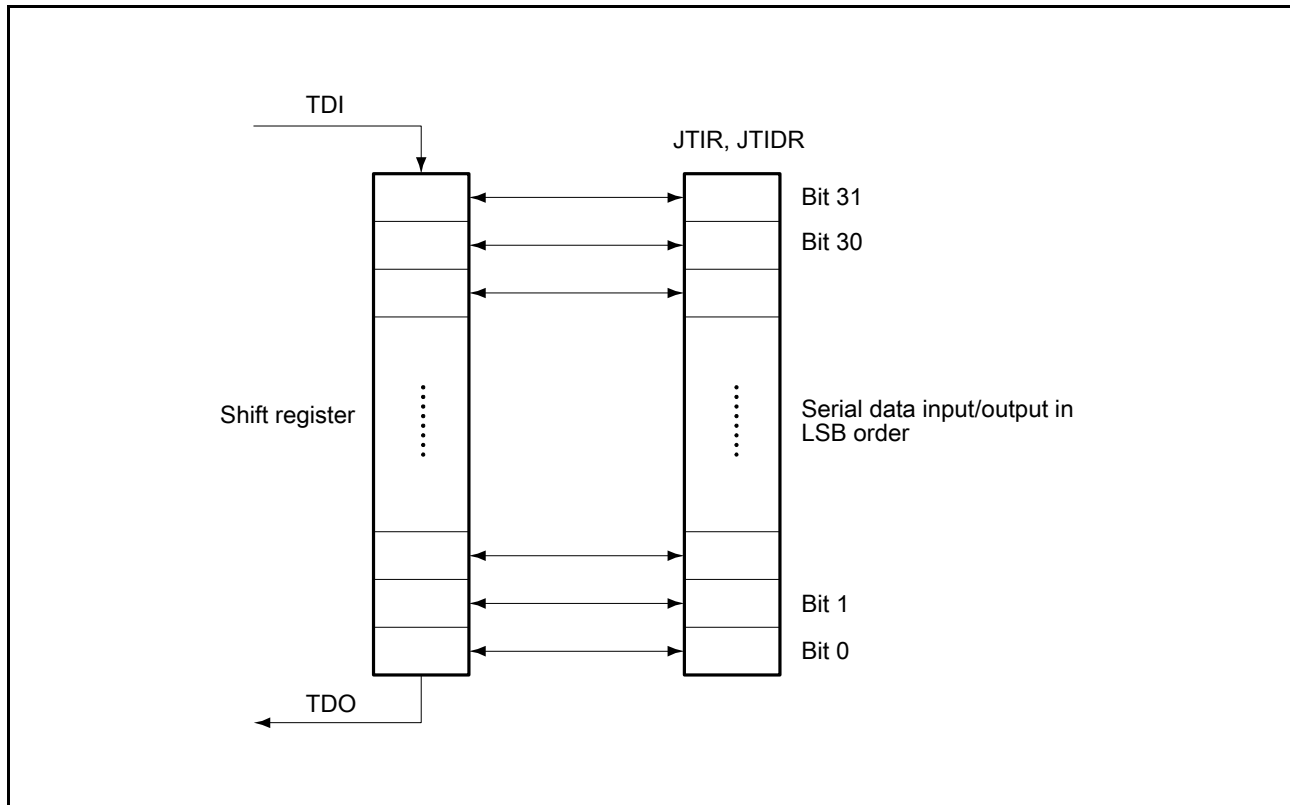 TDI
JTIR, JTIDR
Bit 31
Bit 30
Shift register
Serial data input/output in
LSB order
Bit 1
Bit 0
TDO